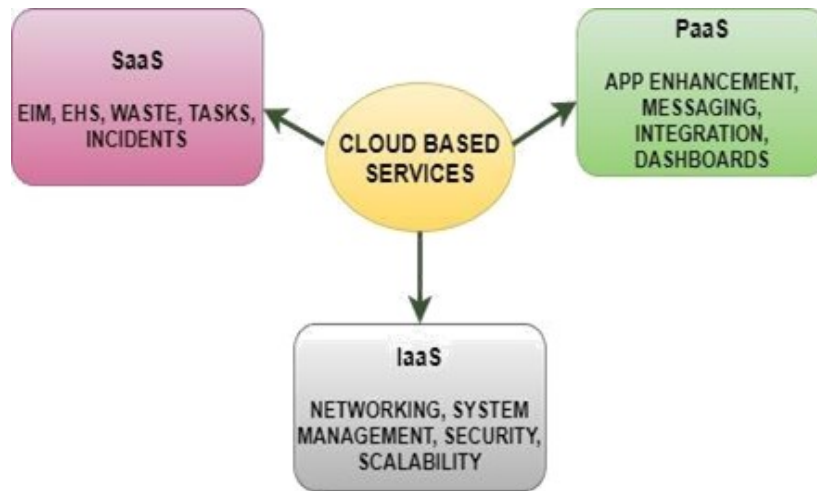 SaaS
EIM, EHS, WASTE, TASKS,
INCIDENTS
CLOUD BASED
SERVICES
PaaS
APP ENHANCEMENT,
MESSAGING,
INTEGRATION,
DASHBOARDS
IaaS
NETWORKING, SYSTEM
MANAGEMENT, SECURITY,
SCALABILITY